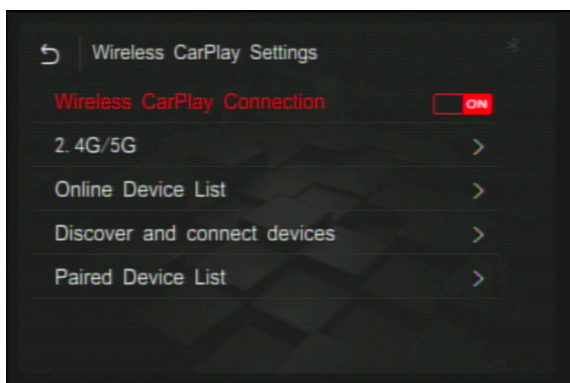 Wireless CarPlay Settings
Wireless CarPlay Connection ON
2.4G/5G
Online Device List
Discover and connect devices
Paired Device List